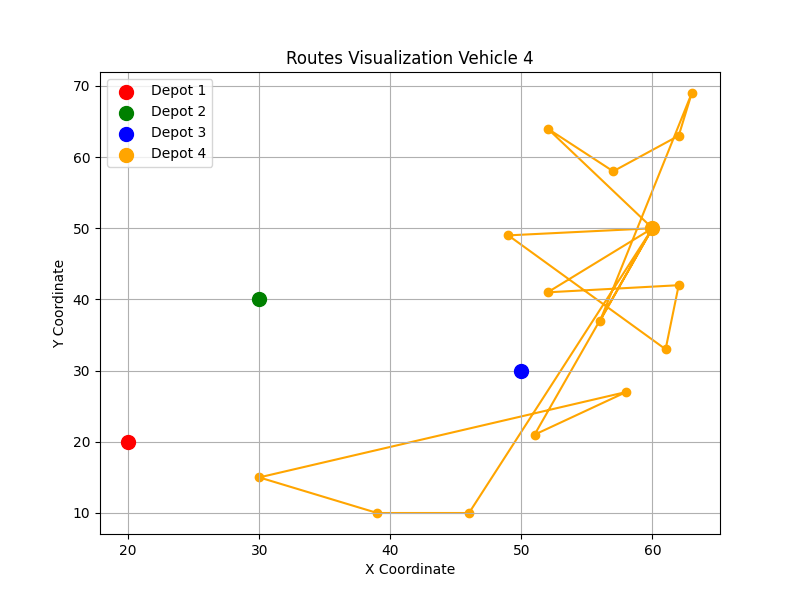 Routes Visualization Vehicle 4
Depot 1
Depot 2
Depot 3
Depot 4
70
60
50
40
30
20
10
Y Coordinate
20 30 40 50 60
X Coordinate